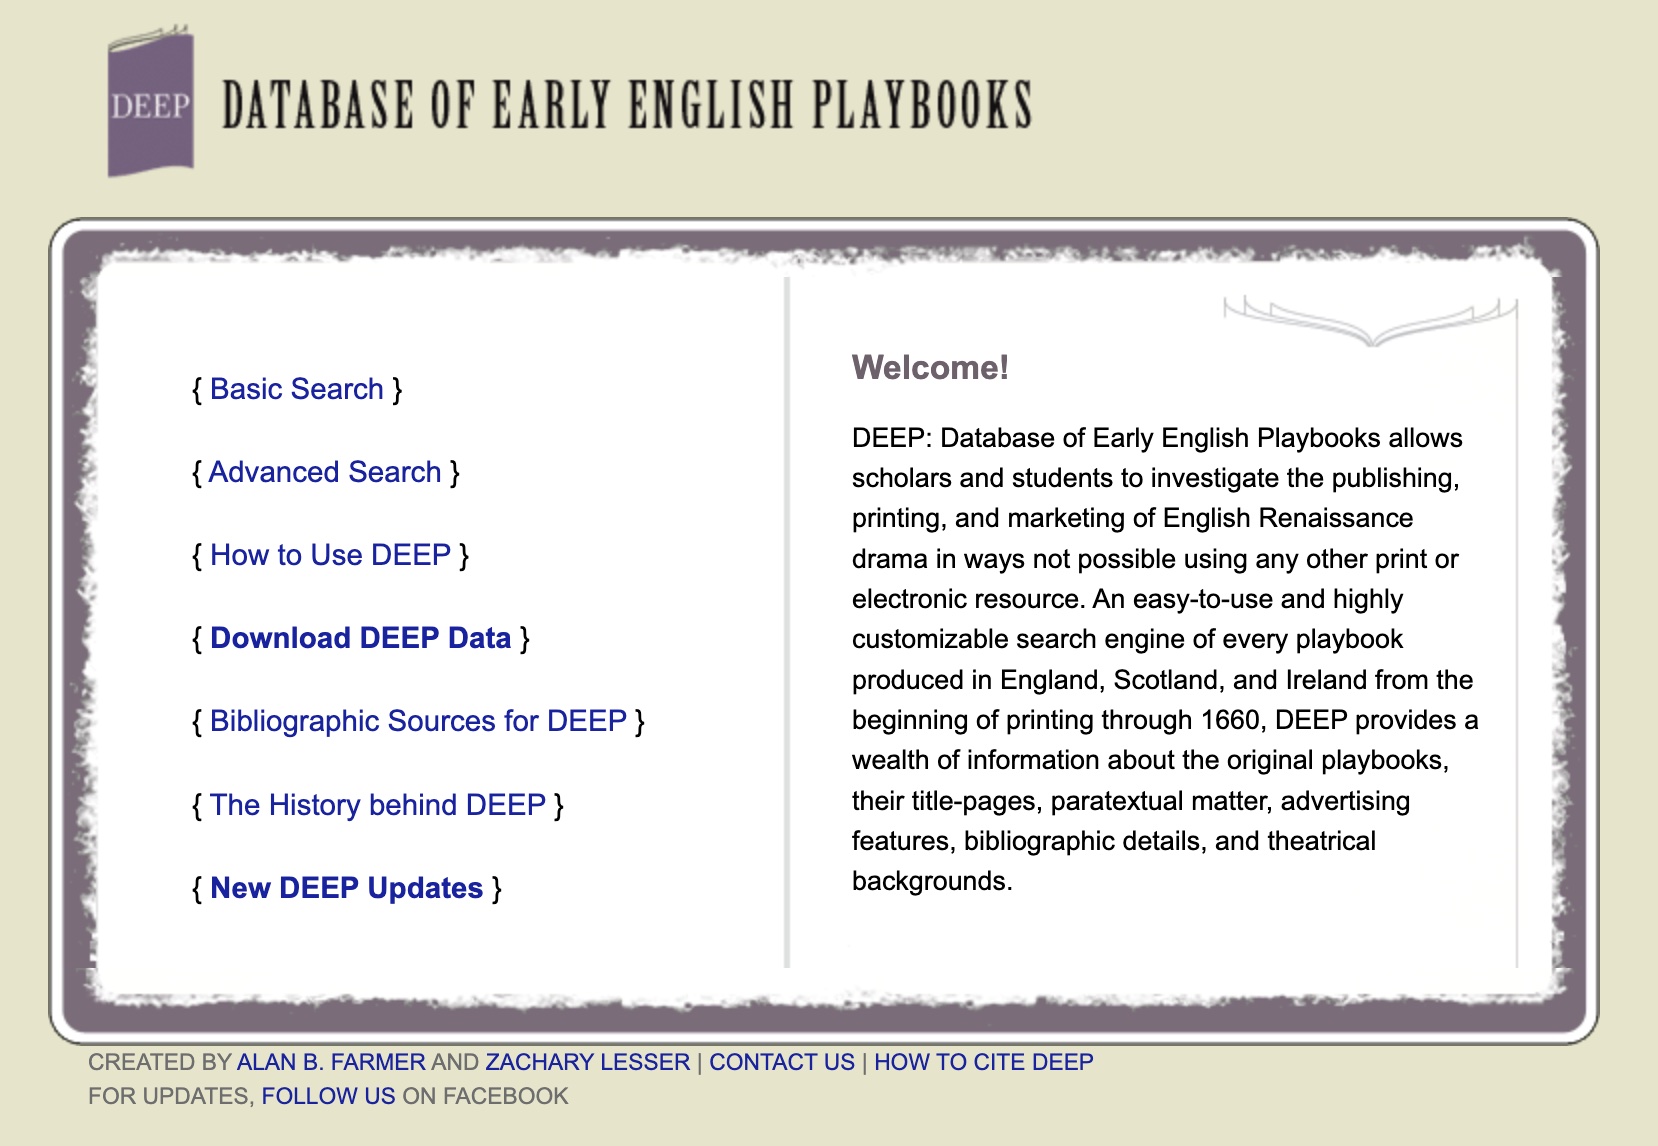 DEEP
DATABASE OF EARLY ENGLISH PLAYBOOKS
{ Basic Search }
{ Advanced Search }
{ How to Use DEEP }
{ Download DEEP Data }
{ Bibliographic Sources for DEEP }
{ The History behind DEEP }
{ New DEEP Updates }
Welcome!
DEEP: Database of Early English Playbooks allows
scholars and students to investigate the publishing,
printing, and marketing of English Renaissance
drama in ways not possible using any other print or
electronic resource. An easy-to-use and highly
customizable search engine of every playbook
produced in England, Scotland, and Ireland from the
beginning of printing through 1660, DEEP provides a
wealth of information about the original playbooks,
their title-pages, paratextual matter, advertising
features, bibliographic details, and theatrical
backgrounds.
CREATED BY ALAN B. FARMER AND ZACHARY LESSER | CONTACT US | HOW TO CITE DEEP
FOR UPDATES, FOLLOW US ON FACEBOOK